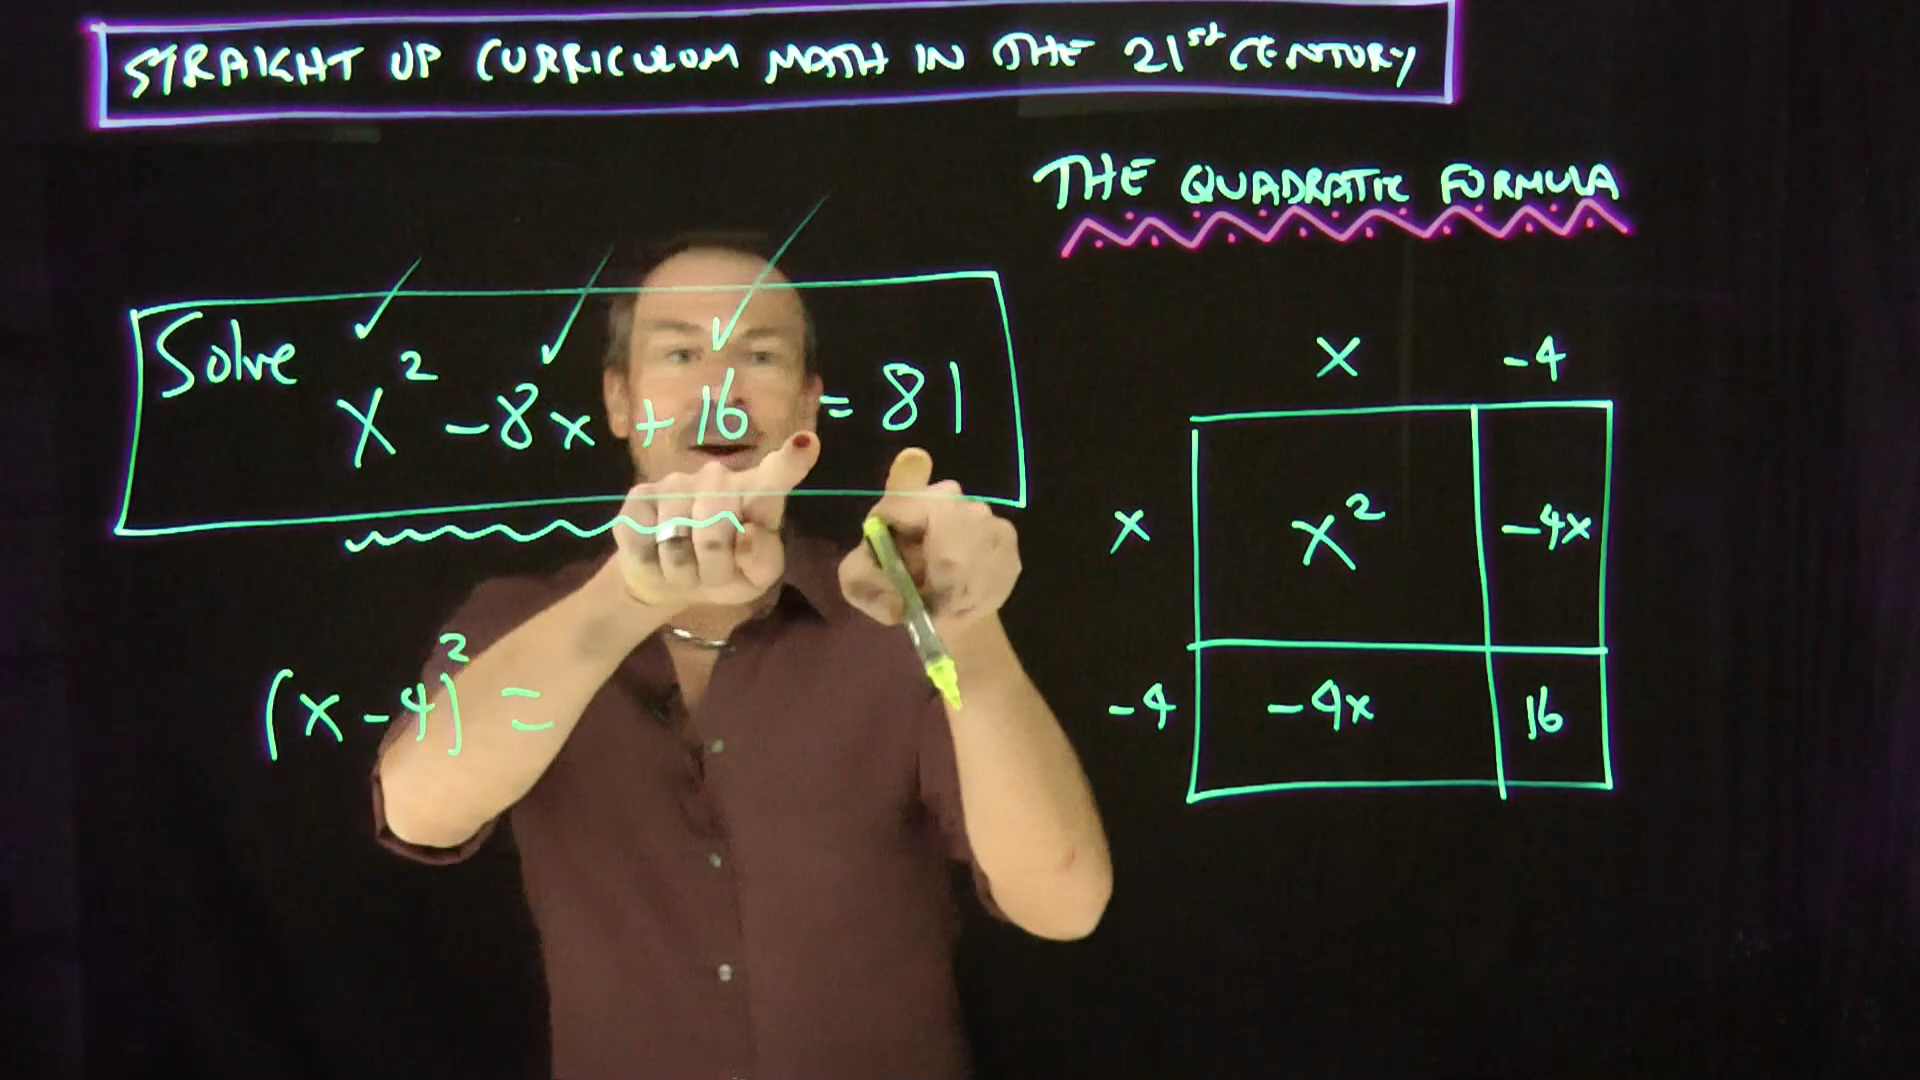 STRAIGHT UP CURRICULUM MATH IN THE 21st CENTURY
THE QUADRATIC FORMULA
Solve x² - 8x + 16 = 81
(x - 4)² =
x -4
x x² -4x
-4 -4x 16